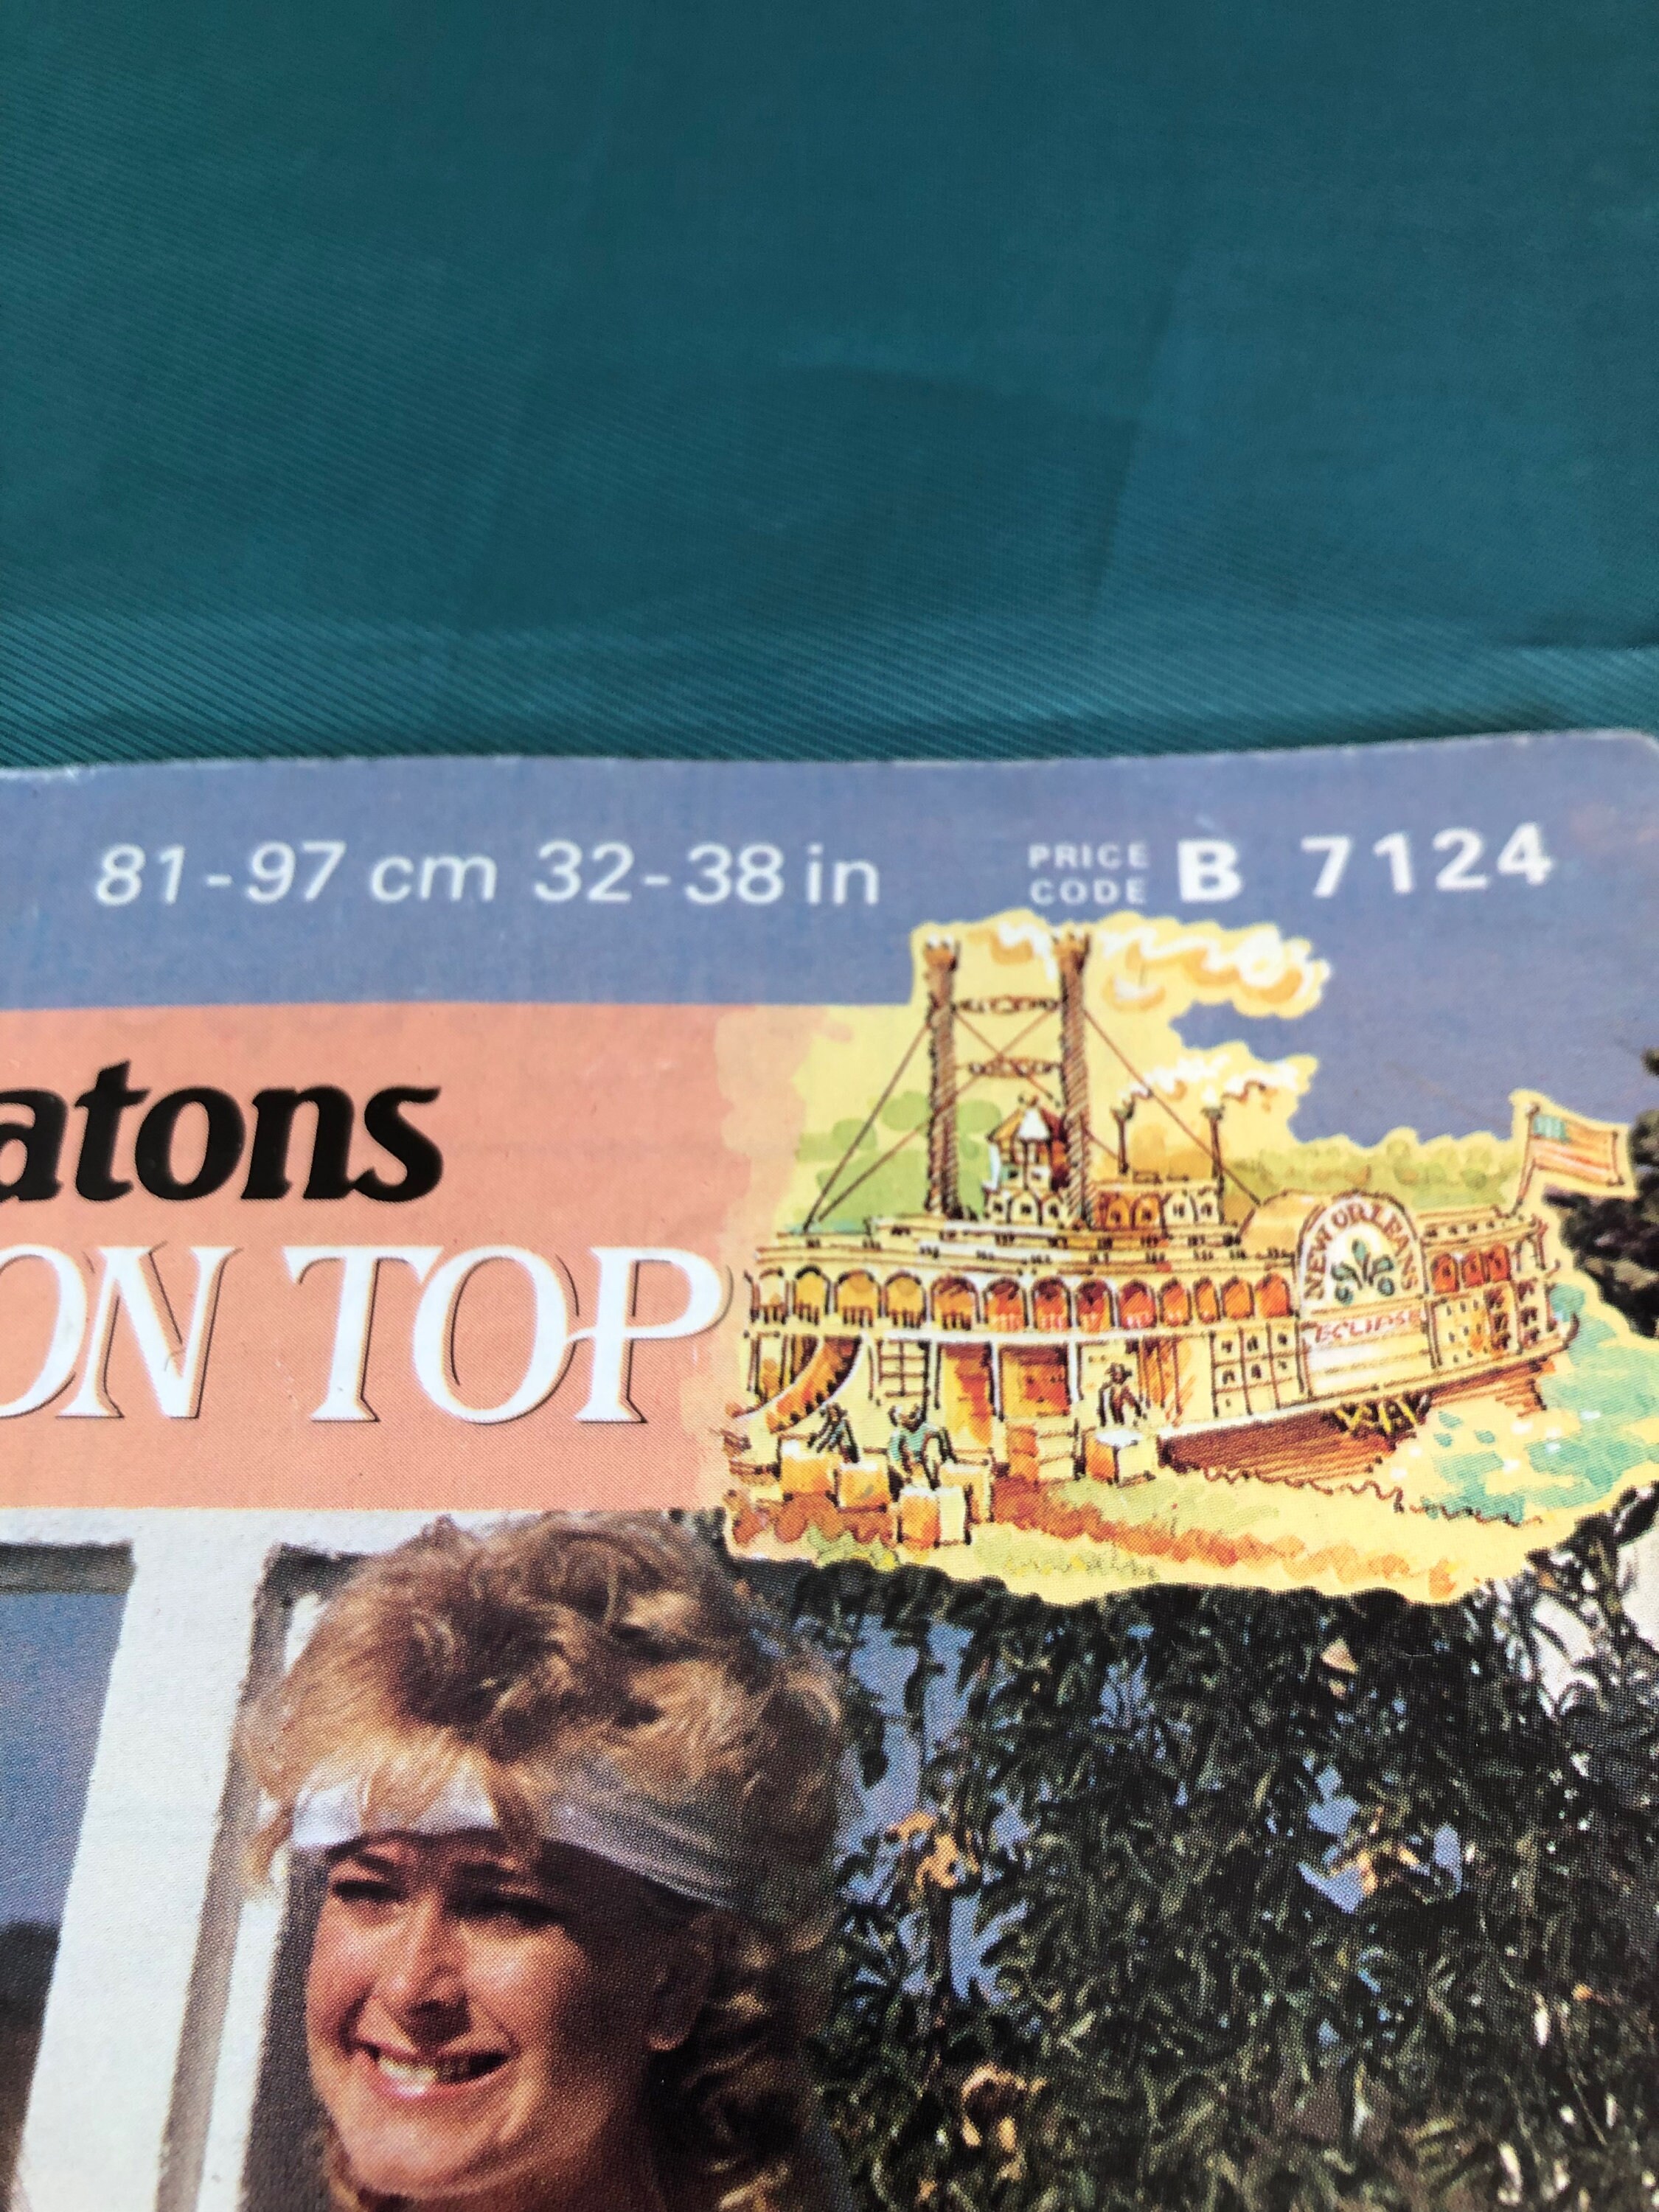 81-97 cm 32-38 in PRICE CODE B 7124
atons
ON TOP
NEW ORLEANS
ECLIPSE